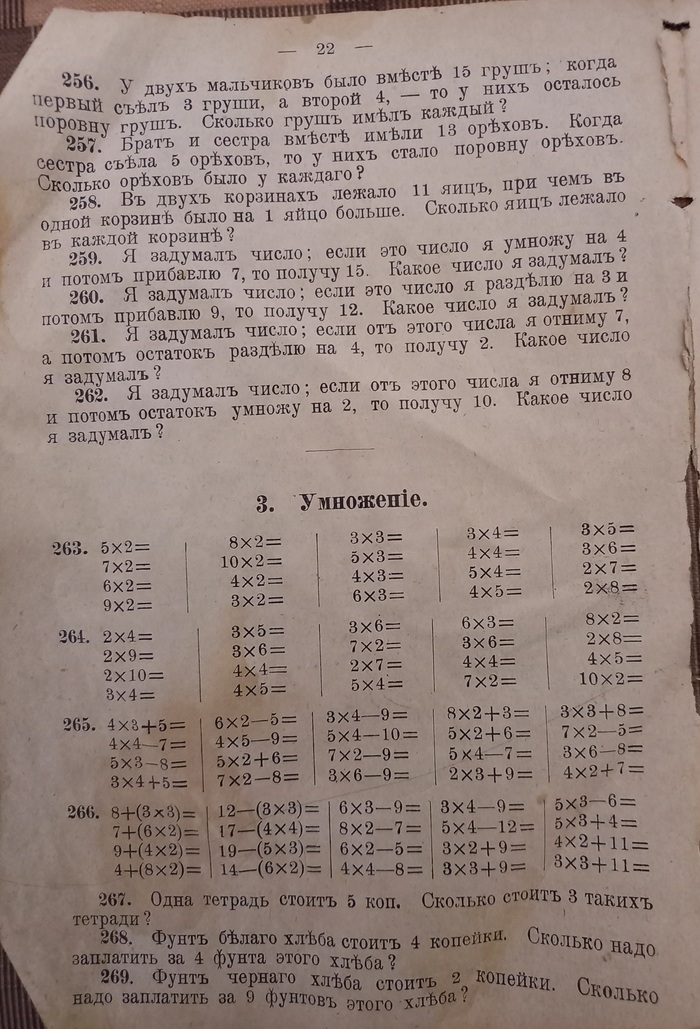 — 22 —
256. У двухъ мальчиковъ было вмѣстѣ 15 грушъ; когда
первый съѣлъ 3 груши, а второй 4, — то у нихъ осталось
поровну грушъ. Сколько грушъ имѣлъ каждый?
257. Братъ и сестра вмѣстѣ имѣли 13 орѣховъ. Когда
сестра съѣла 5 орѣховъ, то у нихъ стало поровну орѣховъ.
Сколько орѣховъ было у каждаго?
258. Въ двухъ корзинахъ лежало 11 яицъ, при чемъ въ
одной корзинѣ было на 1 яйцо больше. Сколько яицъ лежало
въ каждой корзинѣ?
259. Я задумалъ число; если это число я умножу на 4
и потомъ прибавлю 7, то получу 15. Какое число я задумалъ?
260. Я задумалъ число; если это число я раздѣлю на 3 и
потомъ прибавлю 9, то получу 12. Какое число я задумалъ?
261. Я задумалъ число; если отъ этого числа я отниму 7,
а потомъ остатокъ раздѣлю на 4, то получу 2. Какое число
я задумалъ?
262. Я задумалъ число; если отъ этого числа я отниму 8
и потомъ остатокъ умножу на 2, то получу 10. Какое число
я задумалъ?
3. Умноженіе.
263. 5×2= 8×2= 3×3= 3×4= 3×5=
7×2= 10×2= 5×3= 4×4= 3×6=
6×2= 4×2= 4×3= 5×4= 2×7=
9×2= 3×2= 6×3= 4×5= 2×8=
264. 2×4= 3×5= 3×6= 6×3= 8×2=
2×9= 3×6= 7×2= 3×6= 2×8=
2×10= 4×4= 2×7= 4×4= 4×5=
3×4= 4×5= 5×4= 7×2= 10×2=
265. 4×3+5= 6×2—5= 3×4—9= 8×2+3= 3×3+8=
4×4—7= 4×5—9= 5×4—10= 5×2+6= 7×2—5=
5×3—8= 5×2+6= 7×2—9= 5×4—7= 3×6—8=
3×4+5= 7×2—8= 3×6—9= 2×3+9= 4×2+7=
266. 8+(3×3)= 12—(3×3)= 6×3—9= 3×4—9= 5×3—6=
7+(6×2)= 17—(4×4)= 8×2—7= 5×4—12= 5×3+4=
9+(4×2)= 19—(5×3)= 6×2—5= 3×2+9= 4×2+11=
4+(8×2)= 14—(6×2)= 4×4—8= 3×3+9= 3×3+11=
267. Одна тетрадь стоитъ 5 коп. Сколько стоитъ 3 такихъ
тетради?
268. Фунтъ бѣлаго хлѣба стоитъ 4 копейки. Сколько надо
заплатить за 4 фунта этого хлѣба?
269. Фунтъ чернаго хлѣба стоитъ 2 копейки. Сколько
надо заплатить за 9 фунтовъ этого хлѣба?